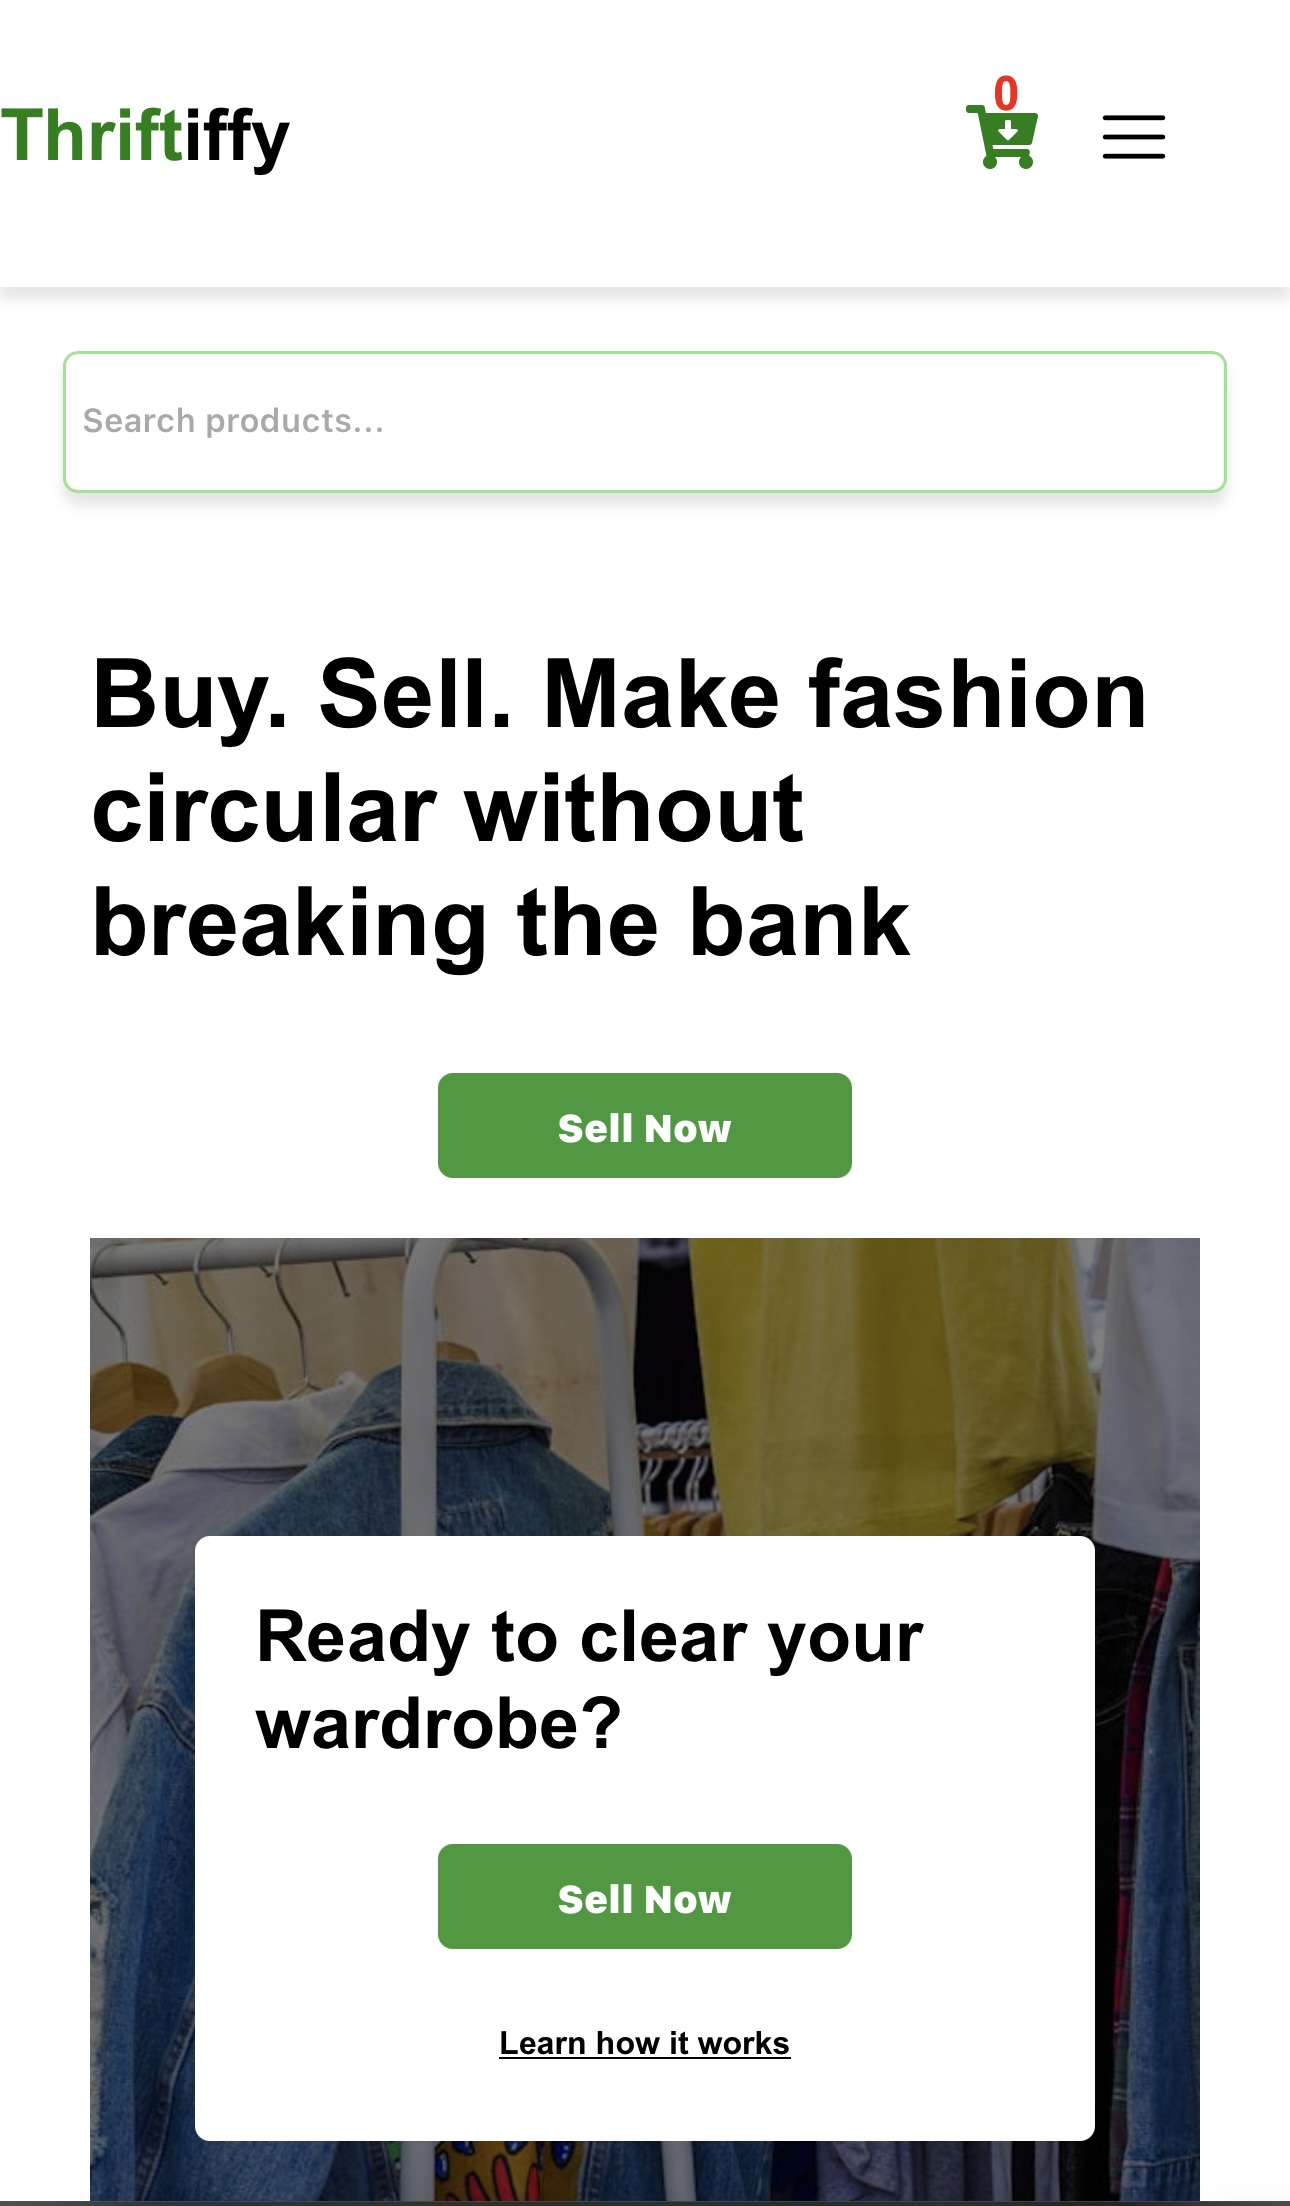 0
Thriftiffy
Search products...
Buy. Sell. Make fashion
circular without
breaking the bank
Sell Now
Ready to clear your
wardrobe?
Sell Now
Learn how it works